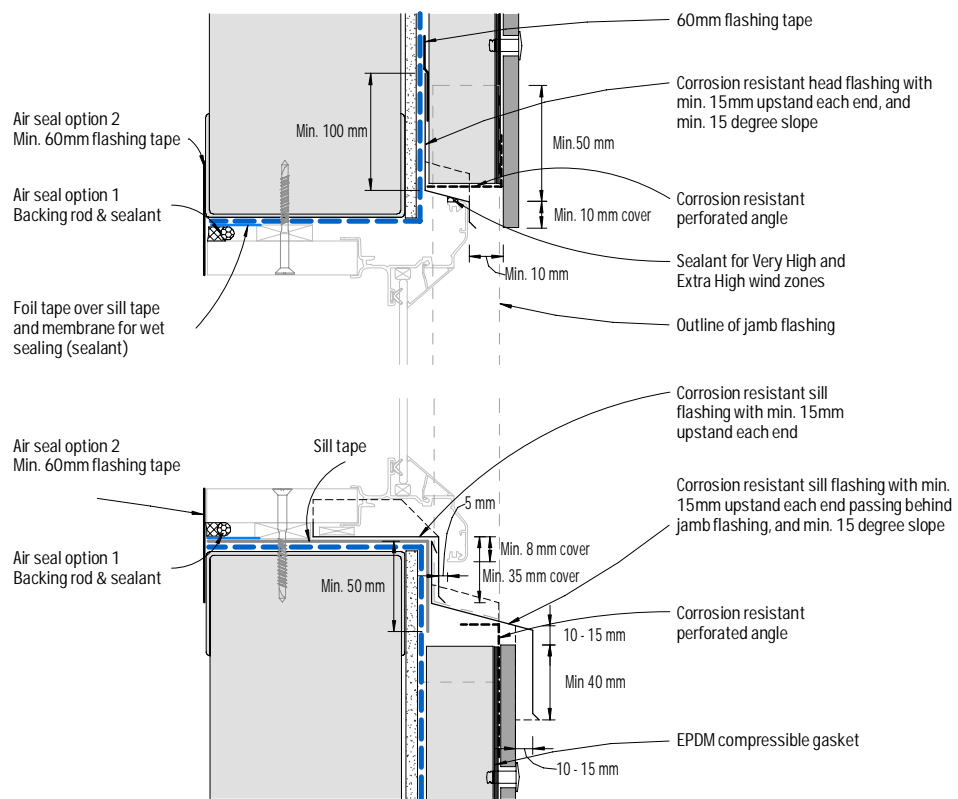 60mm flashing tape
Corrosion resistant head flashing with
min. 15mm upstand each end, and
min. 15 degree slope
Air seal option 2
Min. 60mm flashing tape
Min. 100 mm
Min.50 mm
Air seal option 1
Backing rod & sealant
Corrosion resistant
perforated angle
Min. 10 mm cover
Min. 10 mm
Sealant for Very High and
Extra High wind zones
Foil tape over sill tape
and membrane for wet
sealing (sealant)
Outline of jamb flashing
Corrosion resistant sill
flashing with min. 15mm
upstand each end
Air seal option 2
Min. 60mm flashing tape
Sill tape
Corrosion resistant sill flashing with min.
15mm upstand each end passing behind
jamb flashing, and min. 15 degree slope
5 mm
Min. 8 mm cover
Air seal option 1
Backing rod & sealant
Min. 50 mm
Min. 35 mm cover
Corrosion resistant
perforated angle
10 - 15 mm
Min 40 mm
EPDM compressible gasket
10 - 15 mm